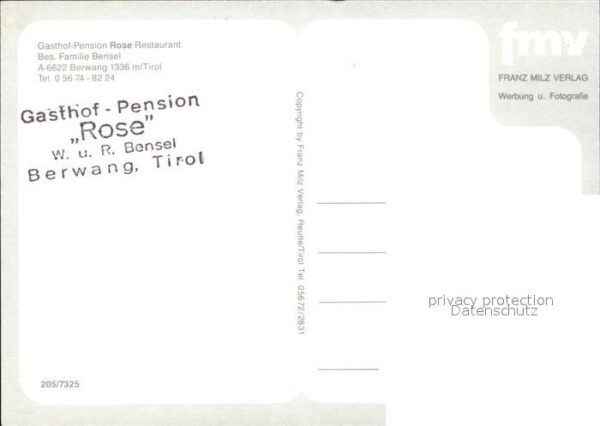 Gasthof-Pension Rose Restaurant
Bes. Familie Bensel
A-6622 Berwang 1336 m/Tirol
Tel. 0 56 74 - 82 24
Gasthof - Pension
„Rose”
W. u. R. Bensel
Berwang, Tirol
205/7325
Copyright by Franz Milz Verlag, Reutte/Tirol Tel. 05672/2831
fmv
FRANZ MILZ VERLAG
Werbung u. Fotografie
privacy protection
Datenschutz